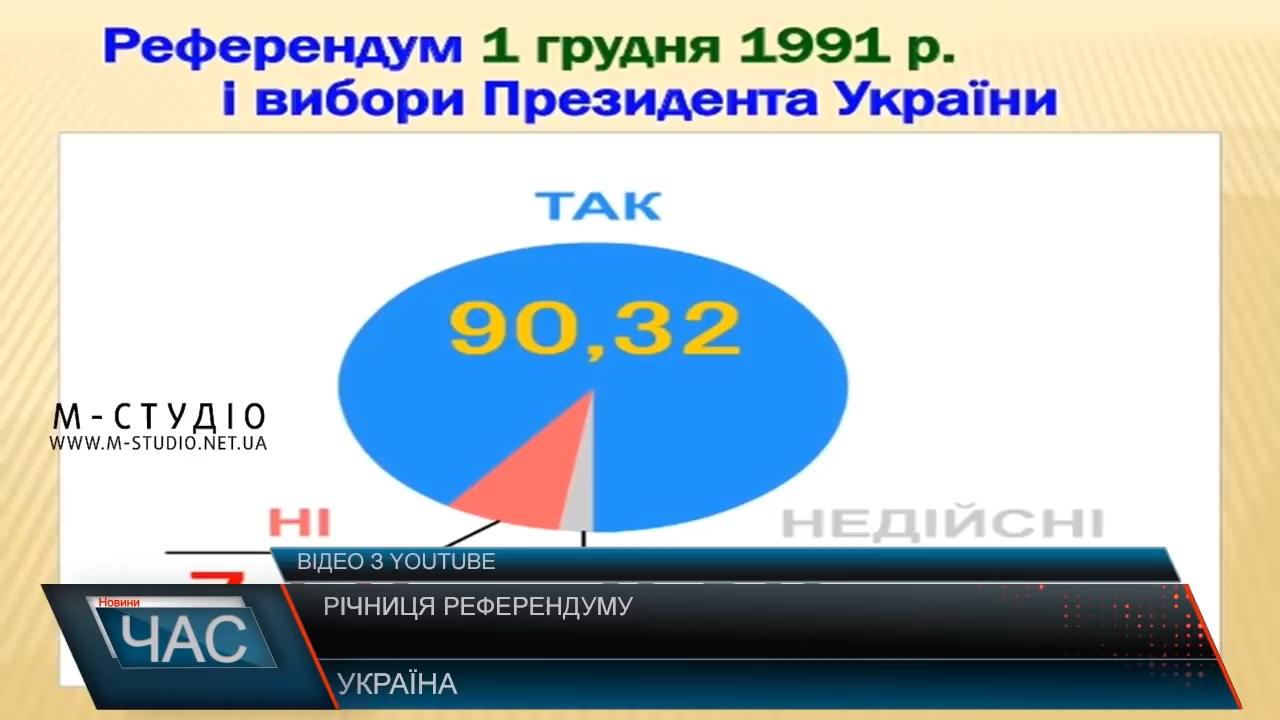 Референдум 1 грудня 1991 р.
і вибори Президента України
ТАК
90,32
М-СТУДІО
WWW.M-STUDIO.NET.UA
НІ
НЕДІЙСНІ
ВІДЕО З YOUTUBE
Новини
ЧАС
РІЧНИЦЯ РЕФЕРЕНДУМУ
УКРАЇНА